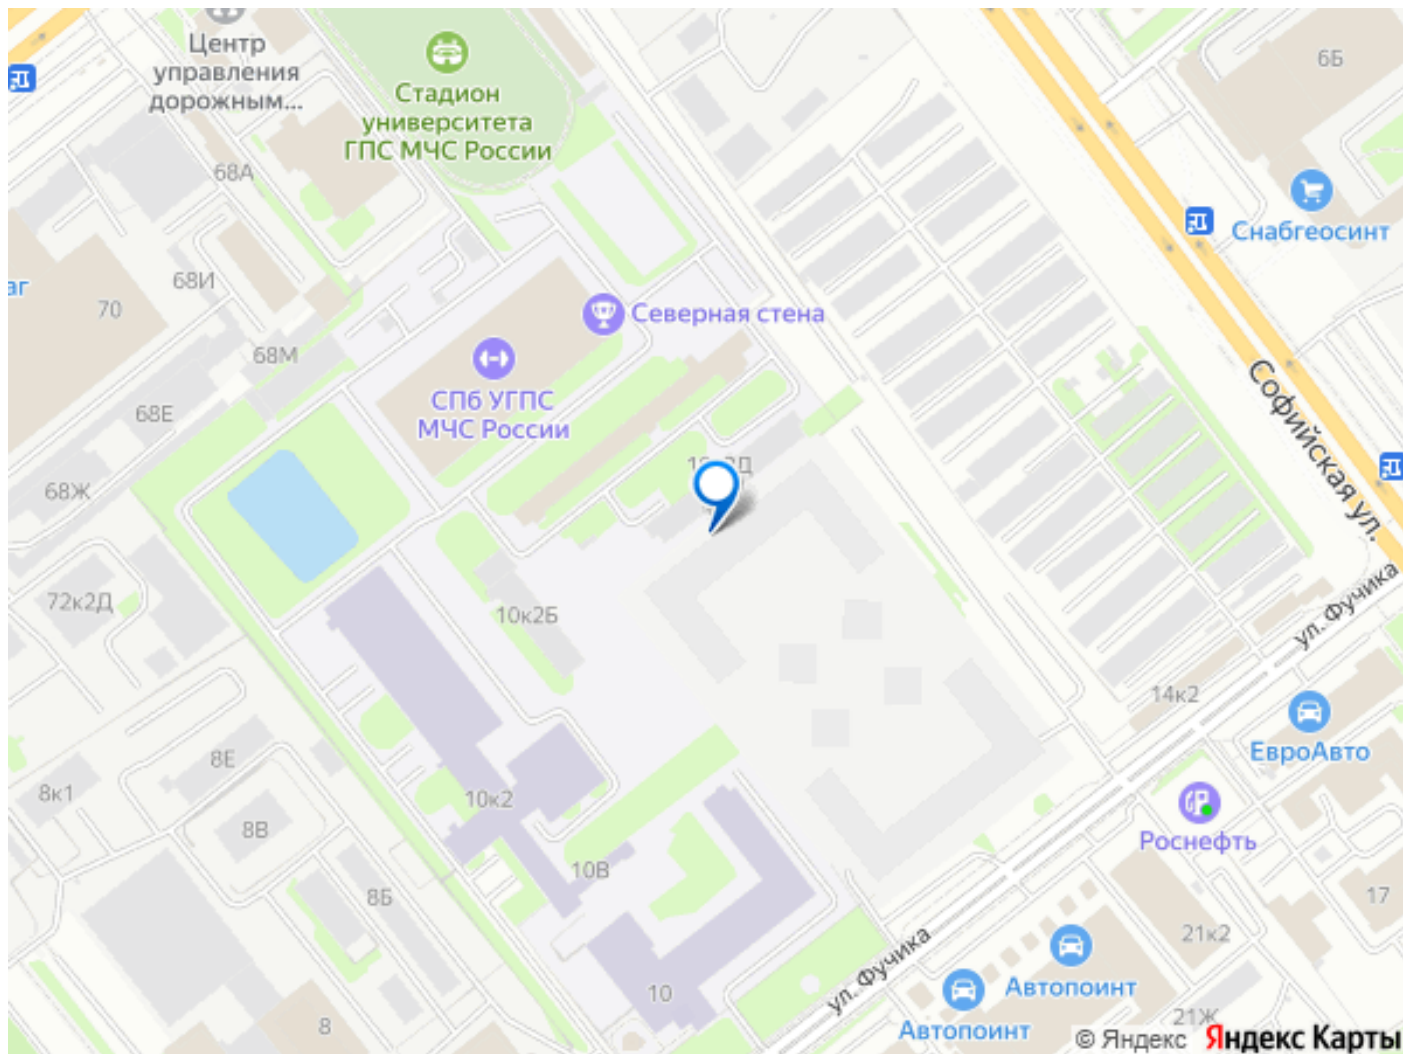 Центр
управления
дорожным...
Стадион
университета
ГПС МЧС России
6Б
68А
Снабгеосинт
68И
аг
70
Северная стена
68М
СПб УГПС
МЧС России
68Е
Софийская ул.
68Ж
72к2Д
10к2Б
ул. Фучика
14к2
ЕвроАвто
8Е
8к1
10к2
8В
Роснефть
10В
8Б
17
21к2
ул. Фучика
10
Автопоинт
8
Автопоинт
21Ж
© Яндекс Яндекс Карты